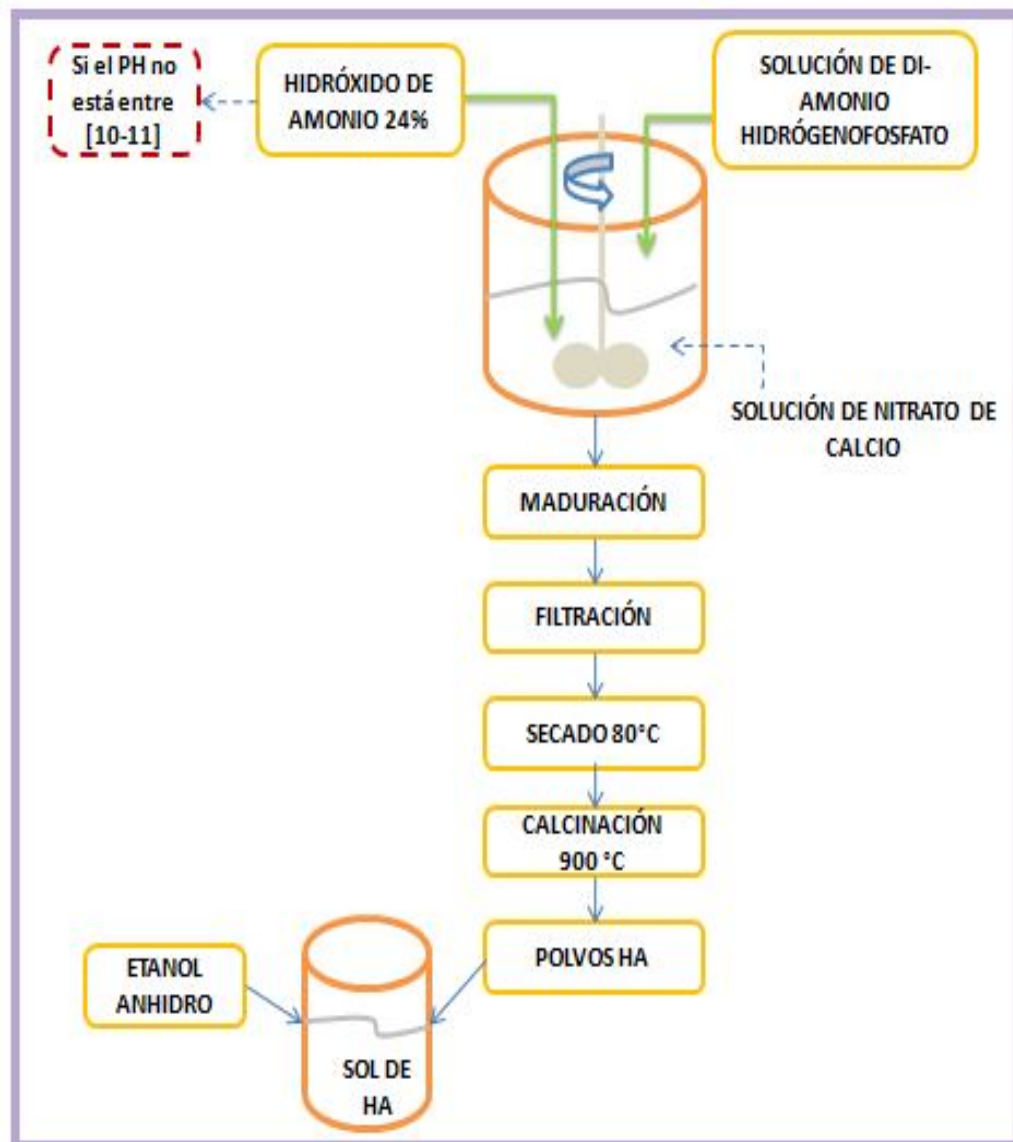 Si el PH no
está entre
[10-11]
HIDRÓXIDO DE
AMONIO 24%
SOLUCIÓN DE DI-
AMONIO
HIDRÓGENOFOSFATO
SOLUCIÓN DE NITRATO DE
CALCIO
MADURACIÓN
FILTRACIÓN
SECADO 80°C
CALCINACIÓN
900 °C
POLVOS HA
ETANOL
ANHIDRO
SOL DE
HA